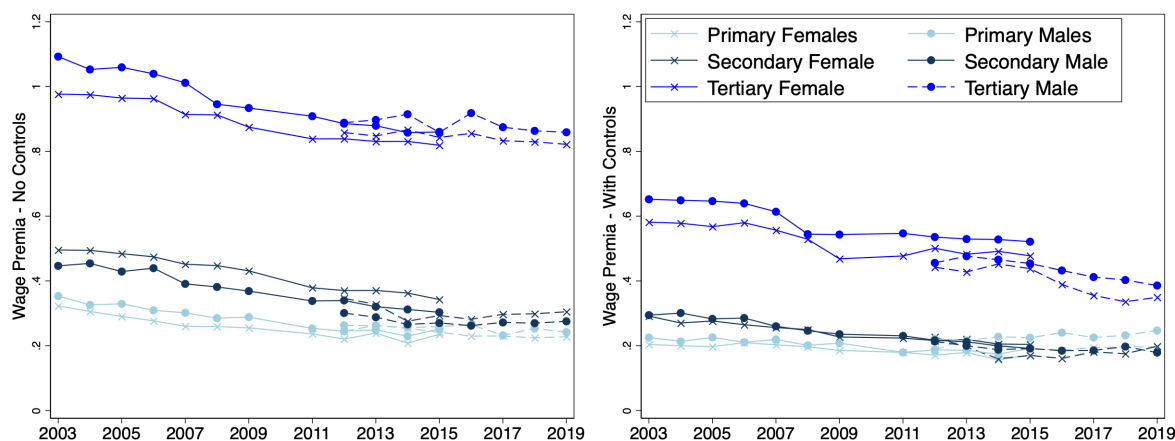 Wage Premia - No Controls
1.2
1
.8
.6
.4
.2
0
2003 2005 2007 2009 2011 2013 2015 2017 2019
Wage Premia - With Controls
1.2
1
.8
.6
.4
.2
0
Primary Females Primary Males
Secondary Female Secondary Male
Tertiary Female Tertiary Male
2003 2005 2007 2009 2011 2013 2015 2017 2019